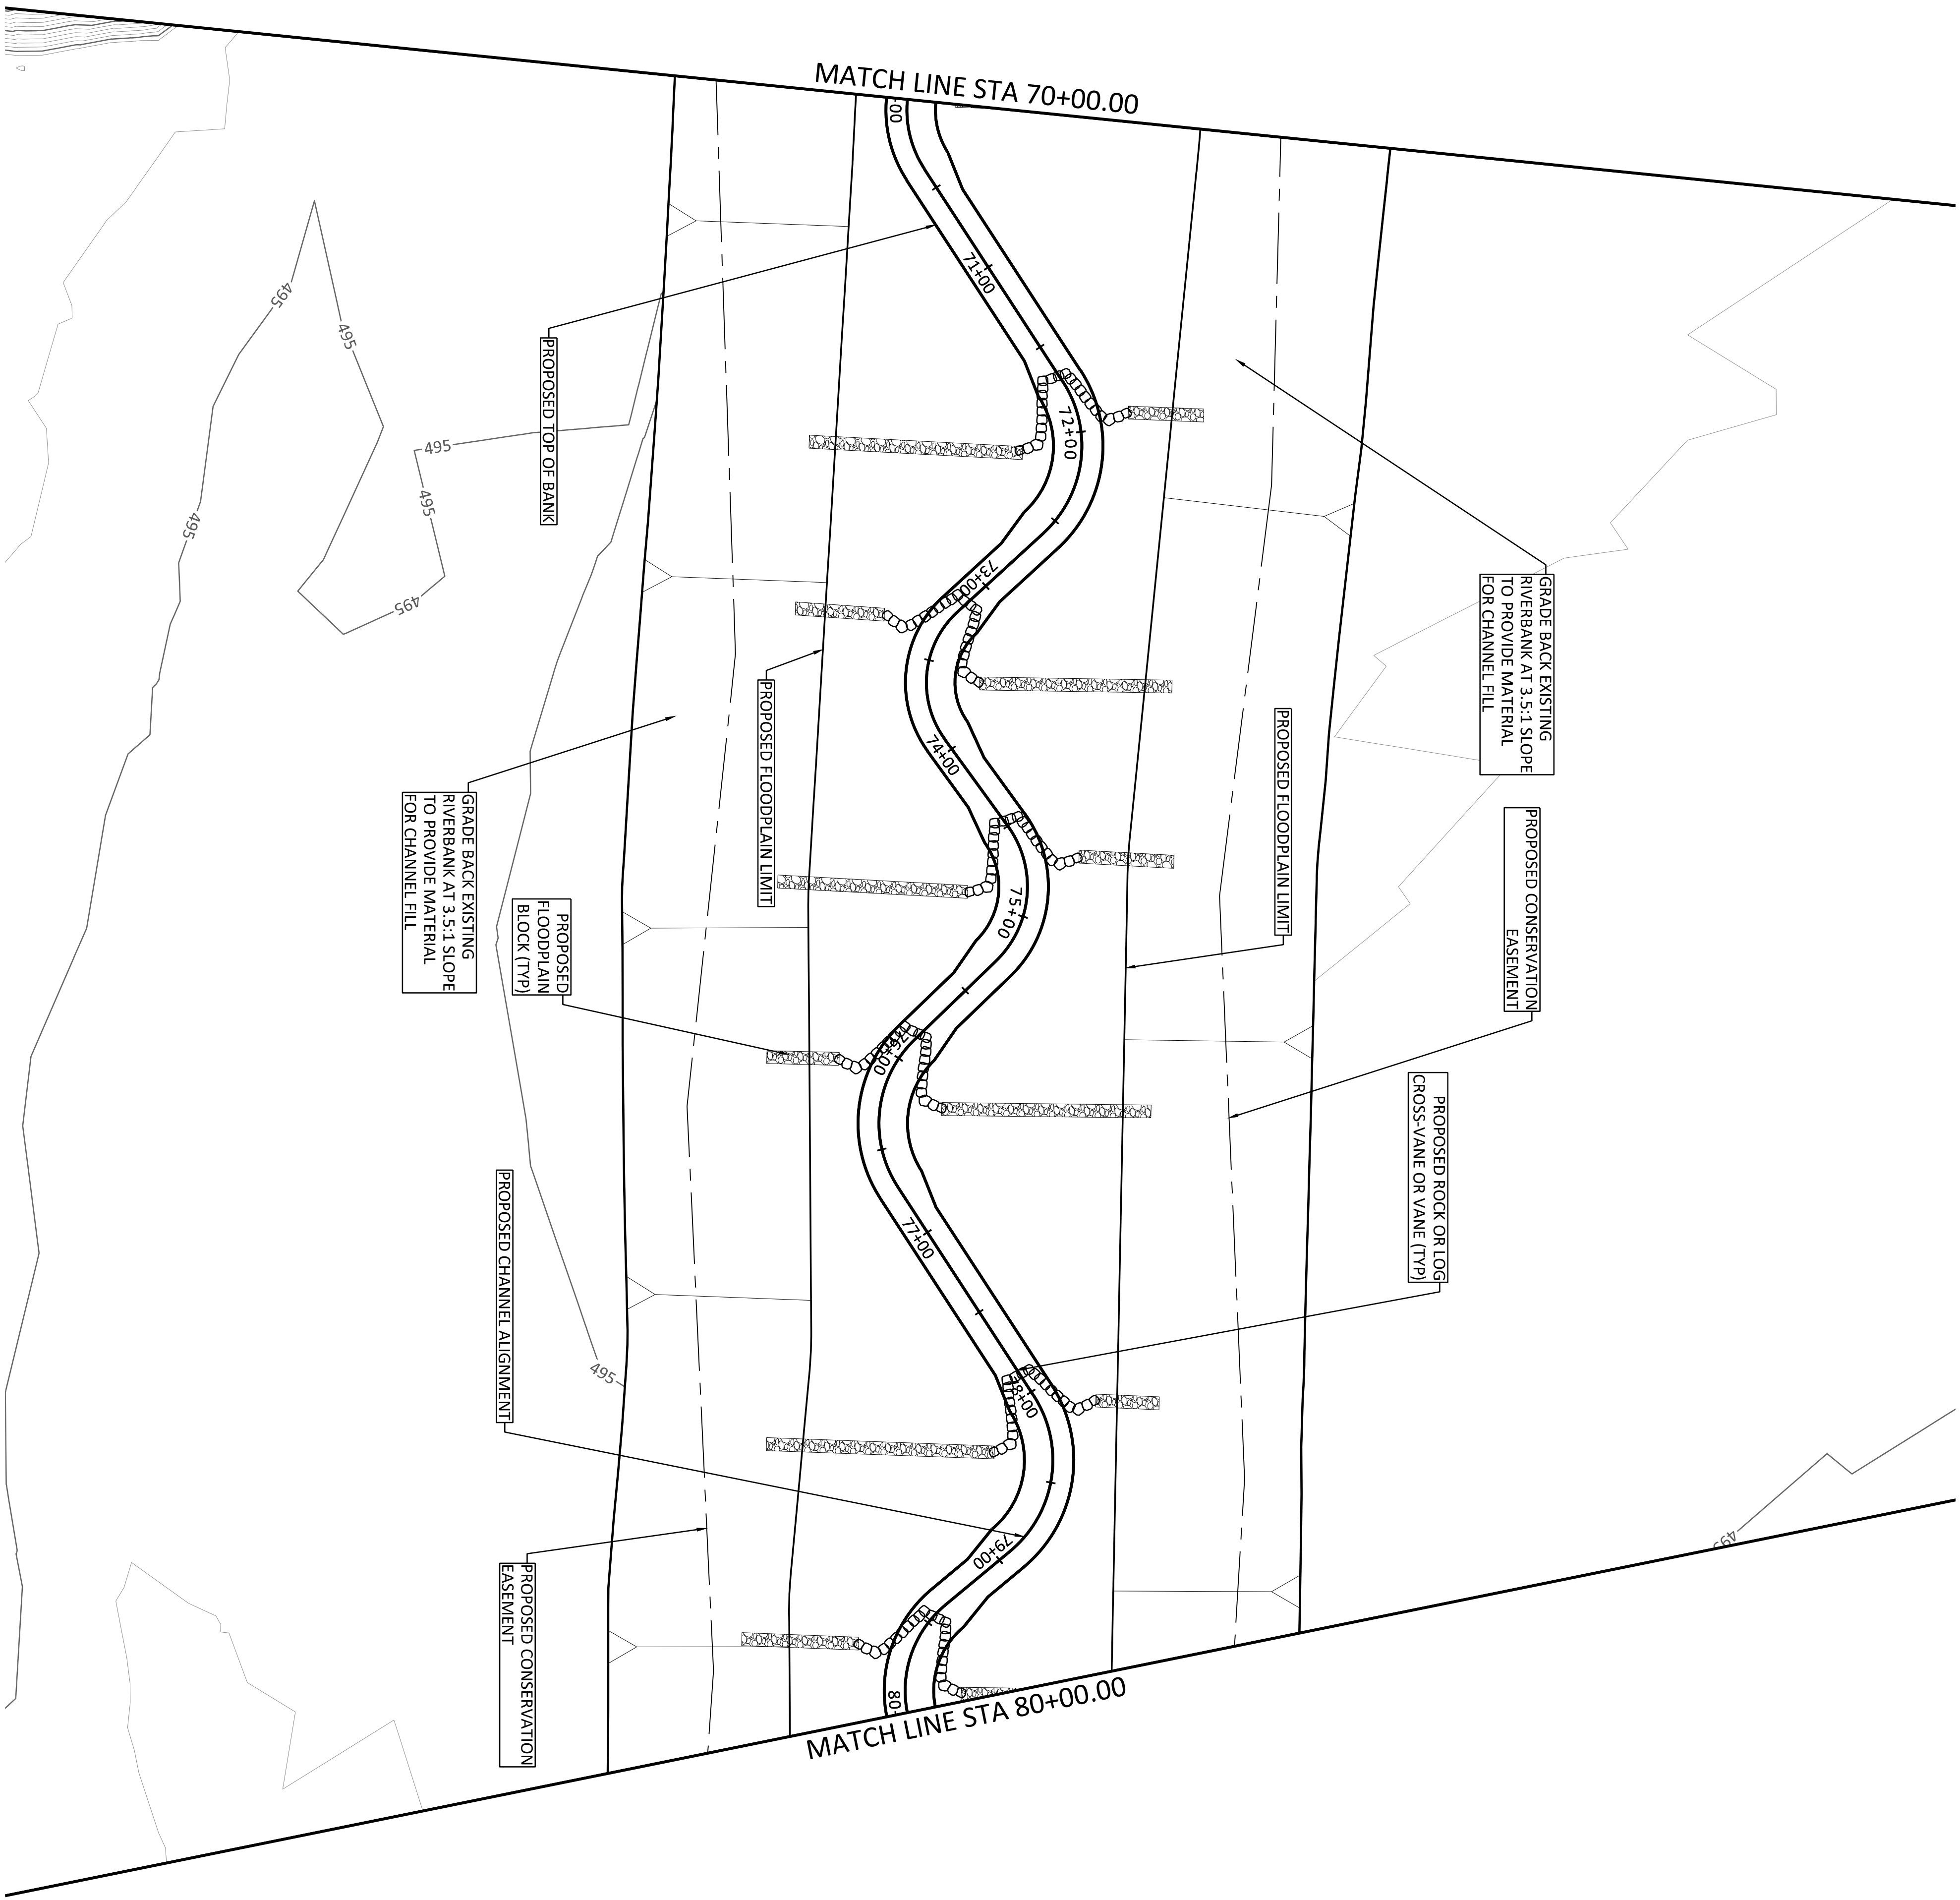 MATCH LINE STA 70+00.00
+00
71+00
72+00
73+00
74+00
75+00
76+00
77+00
78+00
79+00
80+
495
495
495
495
495
495
495
495
PROPOSED TOP OF BANK
GRADE BACK EXISTING
RIVERBANK AT 3.5:1 SLOPE
TO PROVIDE MATERIAL
FOR CHANNEL FILL
PROPOSED FLOODPLAIN LIMIT
PROPOSED FLOODPLAIN LIMIT
GRADE BACK EXISTING
RIVERBANK AT 3.5:1 SLOPE
TO PROVIDE MATERIAL
FOR CHANNEL FILL
PROPOSED
FLOODPLAIN
BLOCK (TYP)
PROPOSED CONSERVATION
EASEMENT
PROPOSED ROCK OR LOG
CROSS-VANE OR VANE (TYP)
PROPOSED CHANNEL ALIGNMENT
PROPOSED CONSERVATION
EASEMENT
MATCH LINE STA 80+00.00